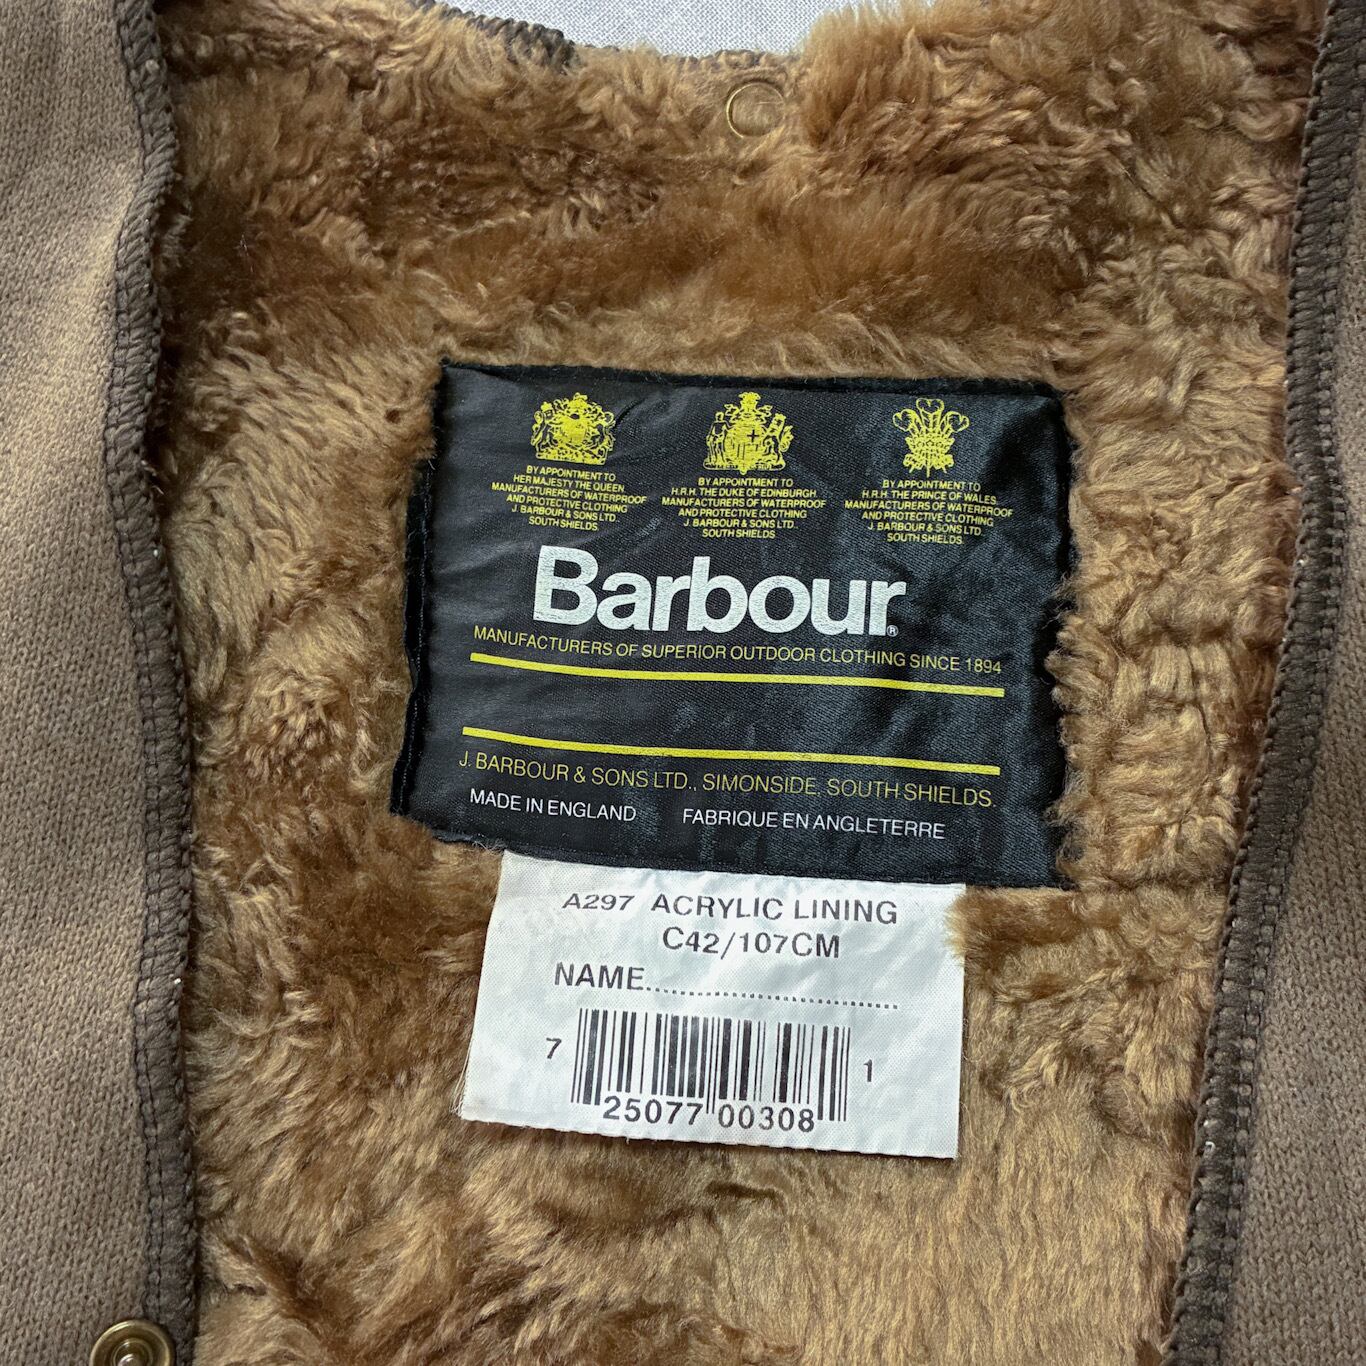 BY APPOINTMENT TO
HER MAJESTY THE QUEEN
MANUFACTURERS OF WATERPROOF
AND PROTECTIVE CLOTHING
J. BARBOUR & SONS LTD.,
SOUTH SHIELDS.
BY APPOINTMENT TO
H.R.H. THE DUKE OF EDINBURGH.
MANUFACTURERS OF WATERPROOF
AND PROTECTIVE CLOTHING
J. BARBOUR & SONS LTD.,
SOUTH SHIELDS.
BY APPOINTMENT TO
H.R.H. THE PRINCE OF WALES.
MANUFACTURERS OF WATERPROOF
AND PROTECTIVE CLOTHING
J. BARBOUR & SONS LTD.,
SOUTH SHIELDS.
Barbour®
MANUFACTURERS OF SUPERIOR OUTDOOR CLOTHING SINCE 1894
J. BARBOUR & SONS LTD., SIMONSIDE, SOUTH SHIELDS.
MADE IN ENGLAND FABRIQUE EN ANGLETERRE
A297 ACRYLIC LINING
C42/107CM
NAME..............................
7 25077 00308 1